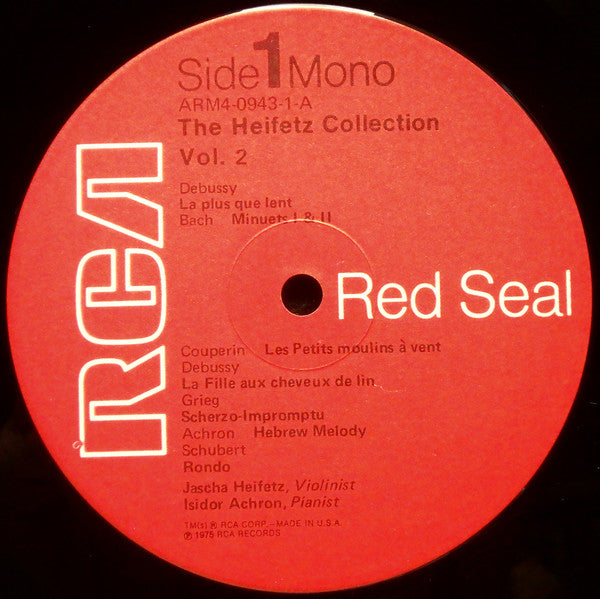 Side 1 Mono
ARM4-0943-1-A
The Heifetz Collection
Vol. 2
Debussy
La plus que lent
Bach Minuets I & II
RCA
Red Seal
Couperin Les Petits moulins à vent
Debussy
La Fille aux cheveux de lin
Grieg
Scherzo-Impromptu
Achron Hebrew Melody
Schubert
Rondo
Jascha Heifetz, Violinist
Isidor Achron, Pianist
TM(s) ® RCA CORP.–MADE IN U.S.A.
℗ 1975 RCA RECORDS
®